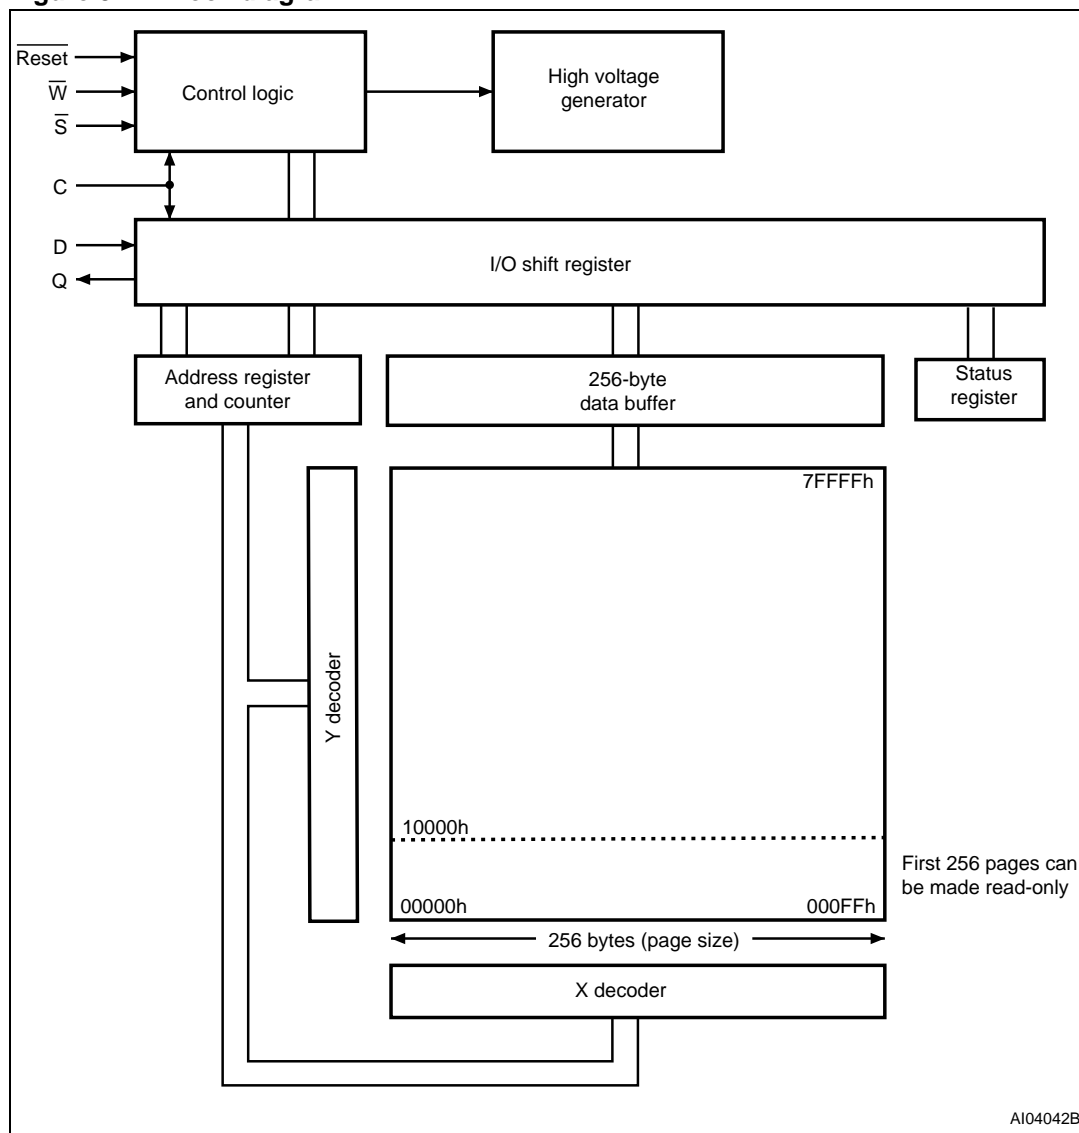 Reset
W
S
C
D
Q
Control logic
High voltage
generator
I/O shift register
Address register
and counter
256-byte
data buffer
Status
register
7FFFFh
Y decoder
10000h
First 256 pages can
be made read-only
00000h
000FFh
256 bytes (page size)
X decoder
AI04042B